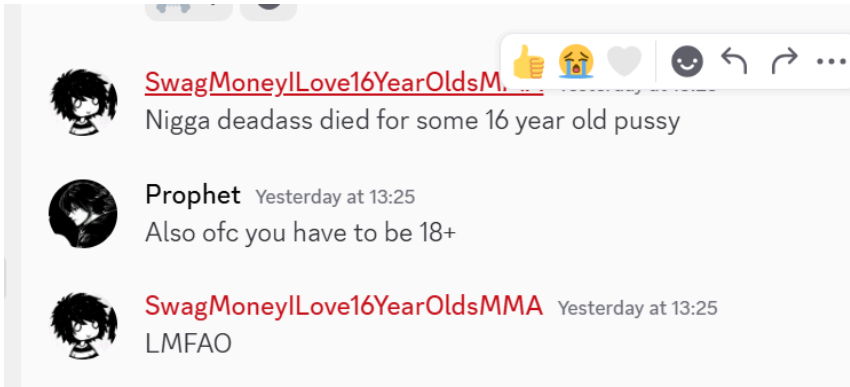 SwagMoneyILove16YearOldsM
Nigga deadass died for some 16 year old pussy
Prophet Yesterday at 13:25
Also ofc you have to be 18+
SwagMoneyILove16YearOldsMMA Yesterday at 13:25
LMFAO